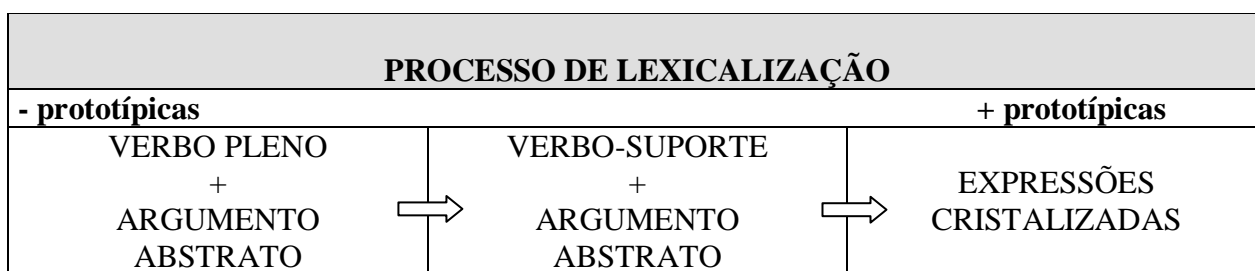 PROCESSO DE LEXICALIZAÇÃO
- prototípicas + prototípicas
VERBO PLENO
+
ARGUMENTO
ABSTRATO
VERBO-SUPORTE
+
ARGUMENTO
ABSTRATO
EXPRESSÕES
CRISTALIZADAS